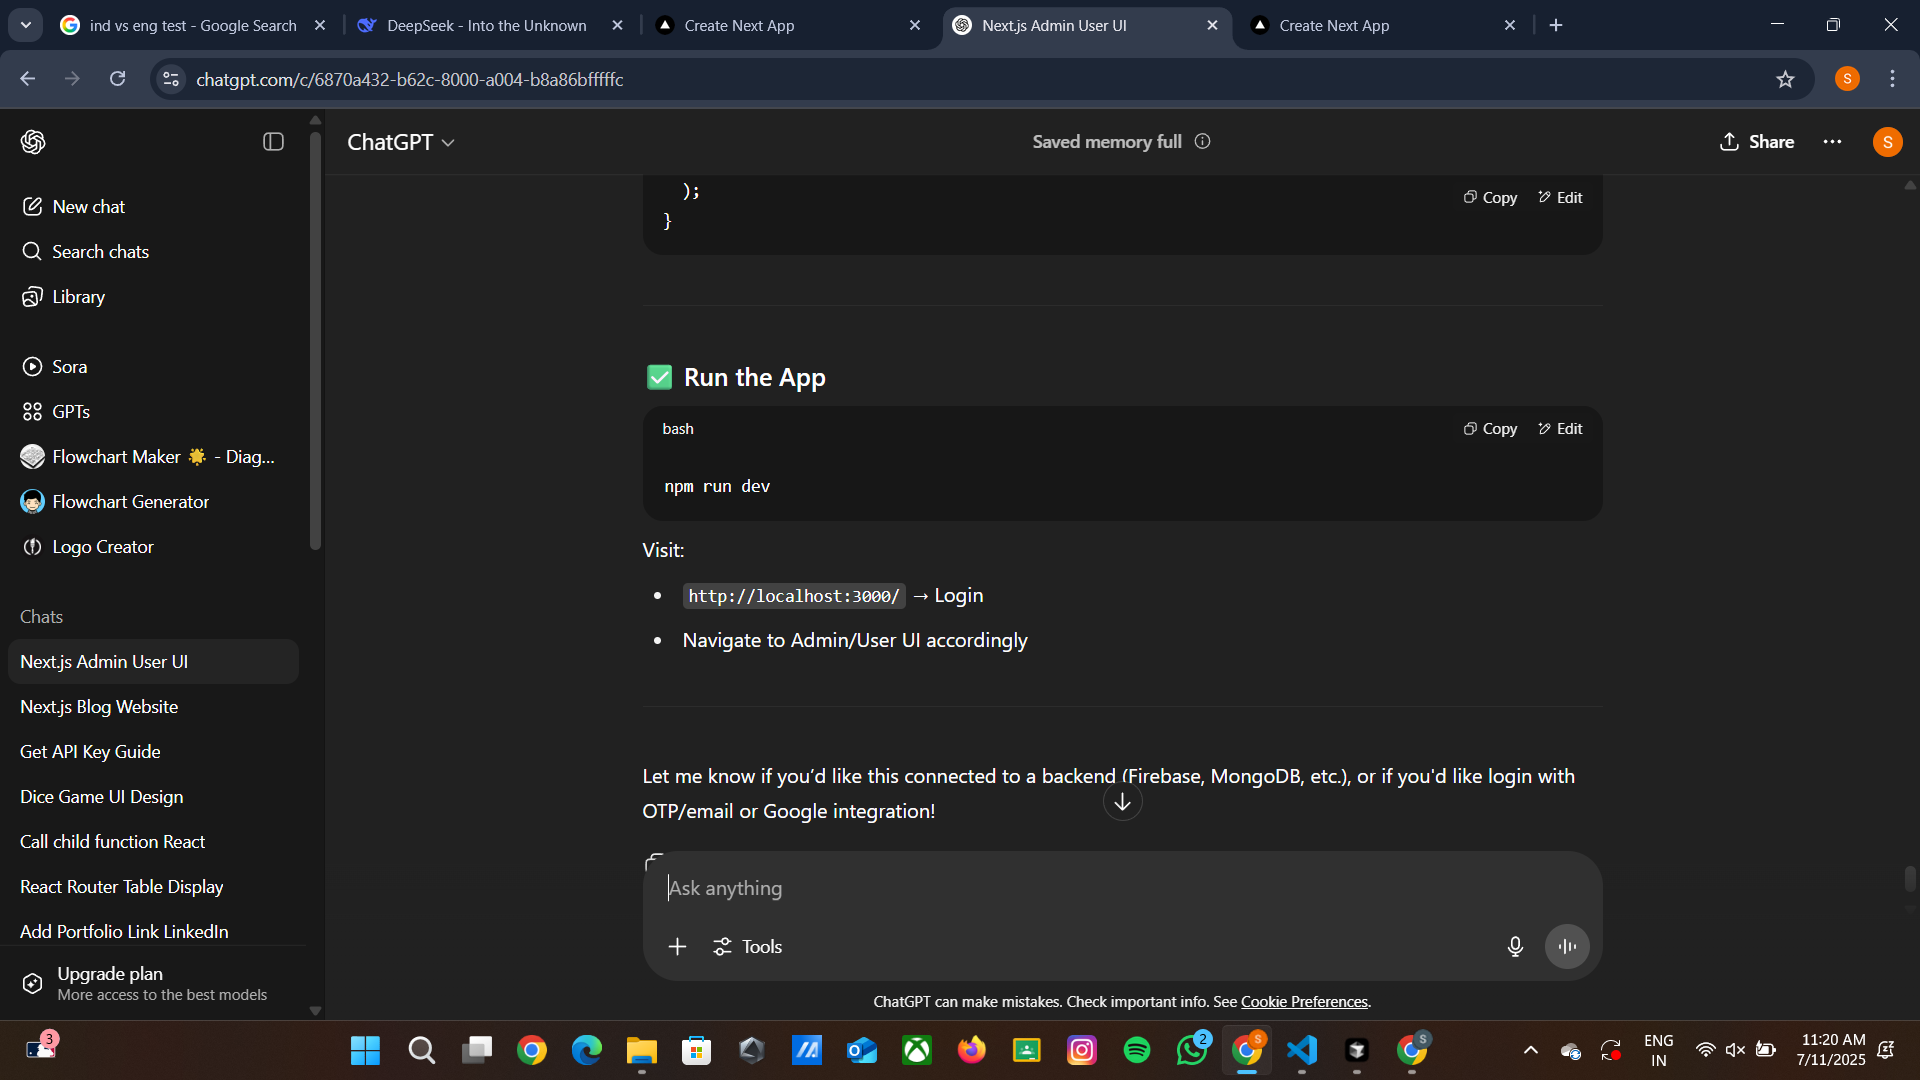 ind vs eng test - Google Search
DeepSeek - Into the Unknown
Create Next App
Next.js Admin User UI
Create Next App
chatgpt.com/c/6870a432-b62c-8000-a004-b8a86bfffffc
S
ChatGPT
Saved memory full
Share
S
New chat
Search chats
Library
Sora
GPTs
Flowchart Maker 🌟 - Diag...
Flowchart Generator
Logo Creator
Chats
Next.js Admin User UI
Next.js Blog Website
Get API Key Guide
Dice Game UI Design
Call child function React
React Router Table Display
Add Portfolio Link LinkedIn
Upgrade plan
More access to the best models
);
}
Copy
Edit
✅ Run the App
bash
Copy
Edit
npm run dev
Visit:
• http://localhost:3000/ → Login
• Navigate to Admin/User UI accordingly
Let me know if you’d like this connected to a backend (Firebase, MongoDB, etc.), or if you'd like login with
OTP/email or Google integration!
Ask anything
Tools
ChatGPT can make mistakes. Check important info. See Cookie Preferences.
3
S
2
S
ENG
IN
11:20 AM
7/11/2025